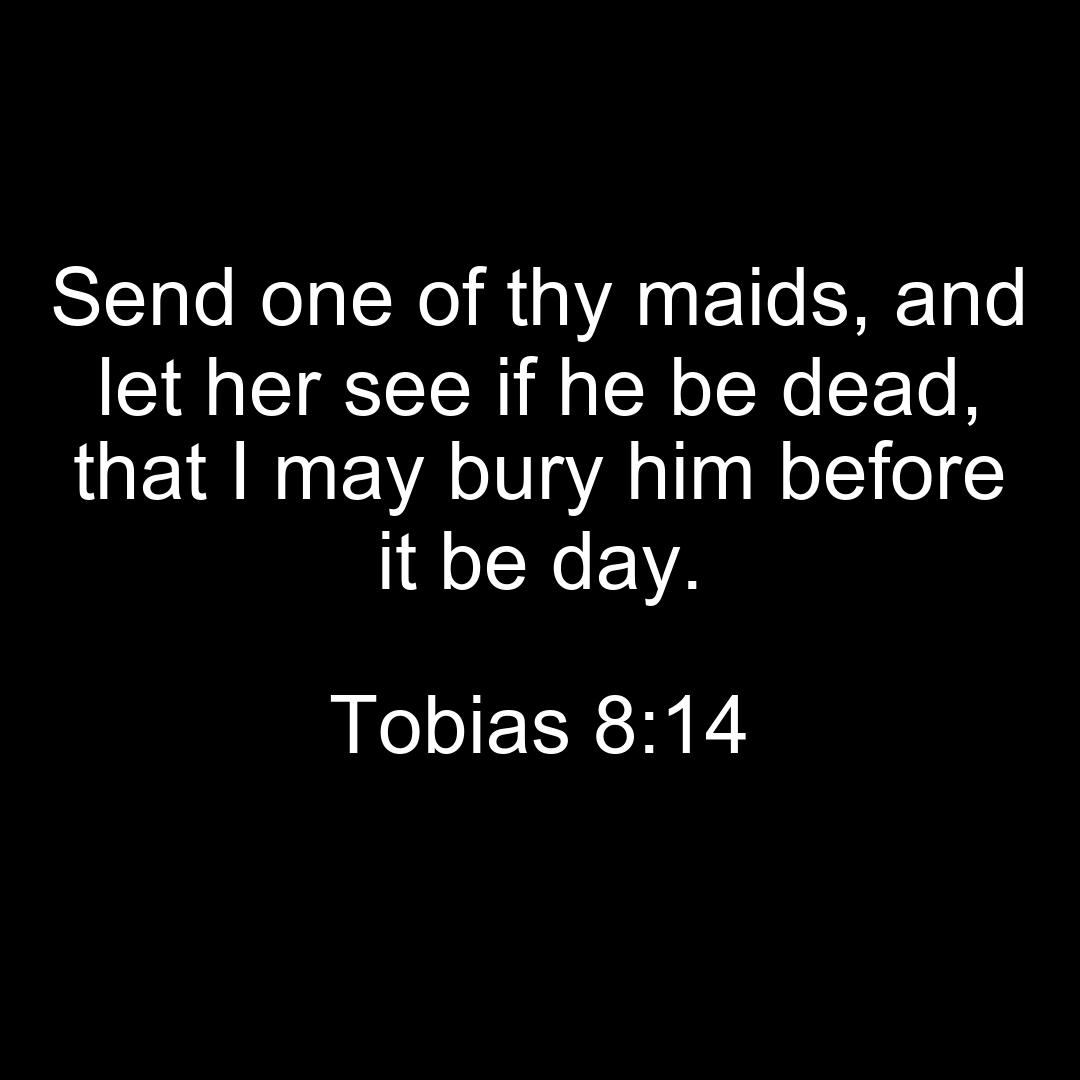 Send one of thy maids, and
let her see if he be dead,
that I may bury him before
it be day.
Tobias 8:14